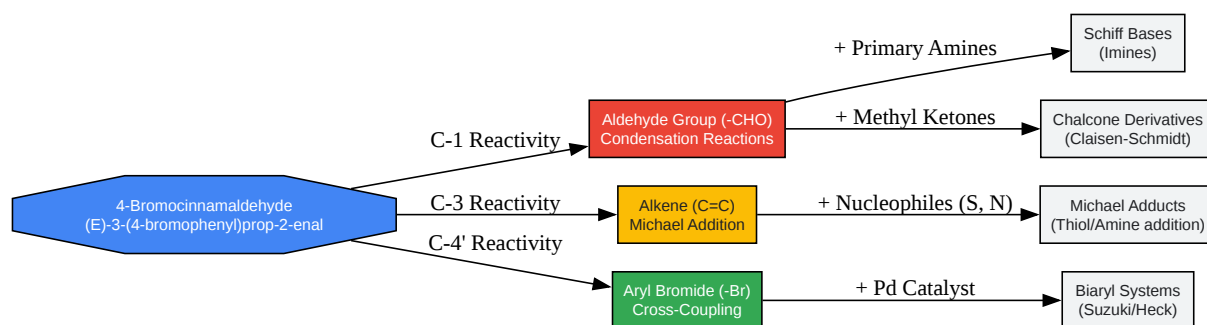 4-Bromocinnamaldehyde
(E)-3-(4-bromophenyl)prop-2-enal
C-1 Reactivity
C-3 Reactivity
C-4' Reactivity
Aldehyde Group (-CHO)
Condensation Reactions
Alkene (C=C)
Michael Addition
Aryl Bromide (-Br)
Cross-Coupling
+ Primary Amines
+ Methyl Ketones
+ Nucleophiles (S, N)
+ Pd Catalyst
Schiff Bases
(Imines)
Chalcone Derivatives
(Claisen-Schmidt)
Michael Adducts
(Thiol/Amine addition)
Biaryl Systems
(Suzuki/Heck)